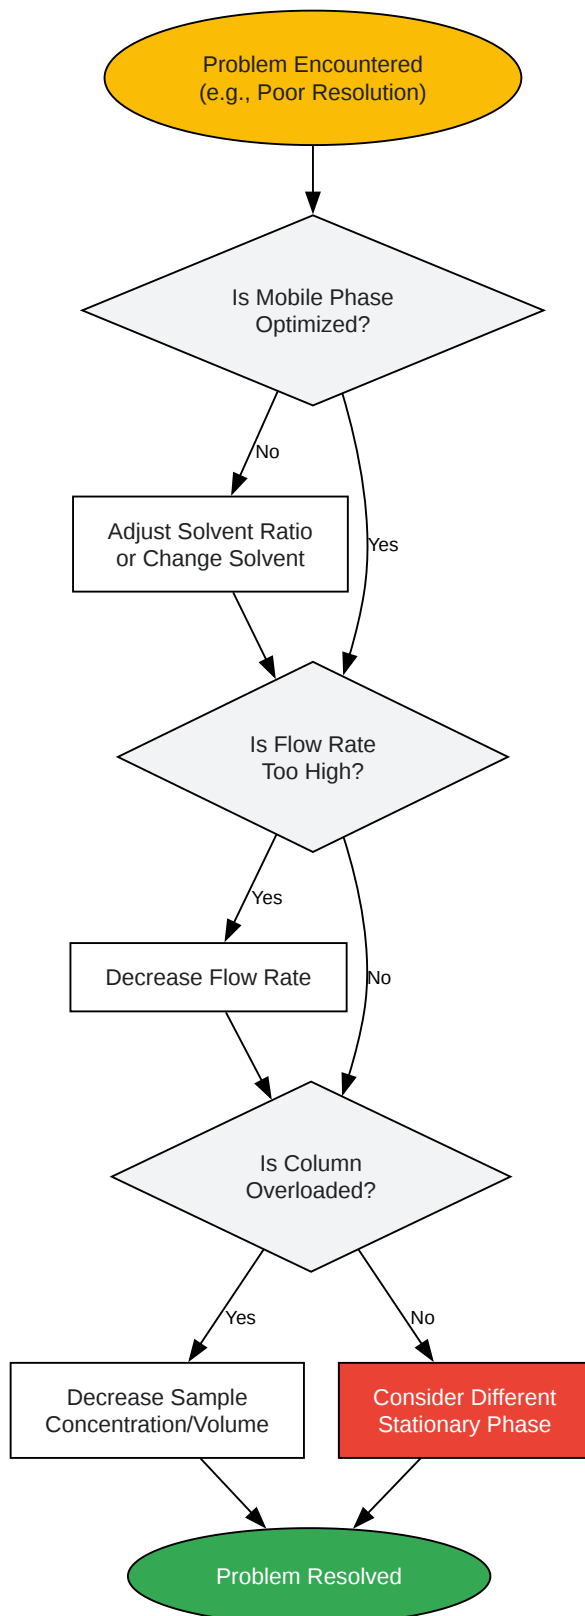 Problem Encountered
(e.g., Poor Resolution)
Is Mobile Phase
Optimized?
No
Adjust Solvent Ratio
or Change Solvent
Yes
Is Flow Rate
Too High?
Yes
Decrease Flow Rate
No
Is Column
Overloaded?
Yes
No
Decrease Sample
Concentration/Volume
Consider Different
Stationary Phase
Problem Resolved